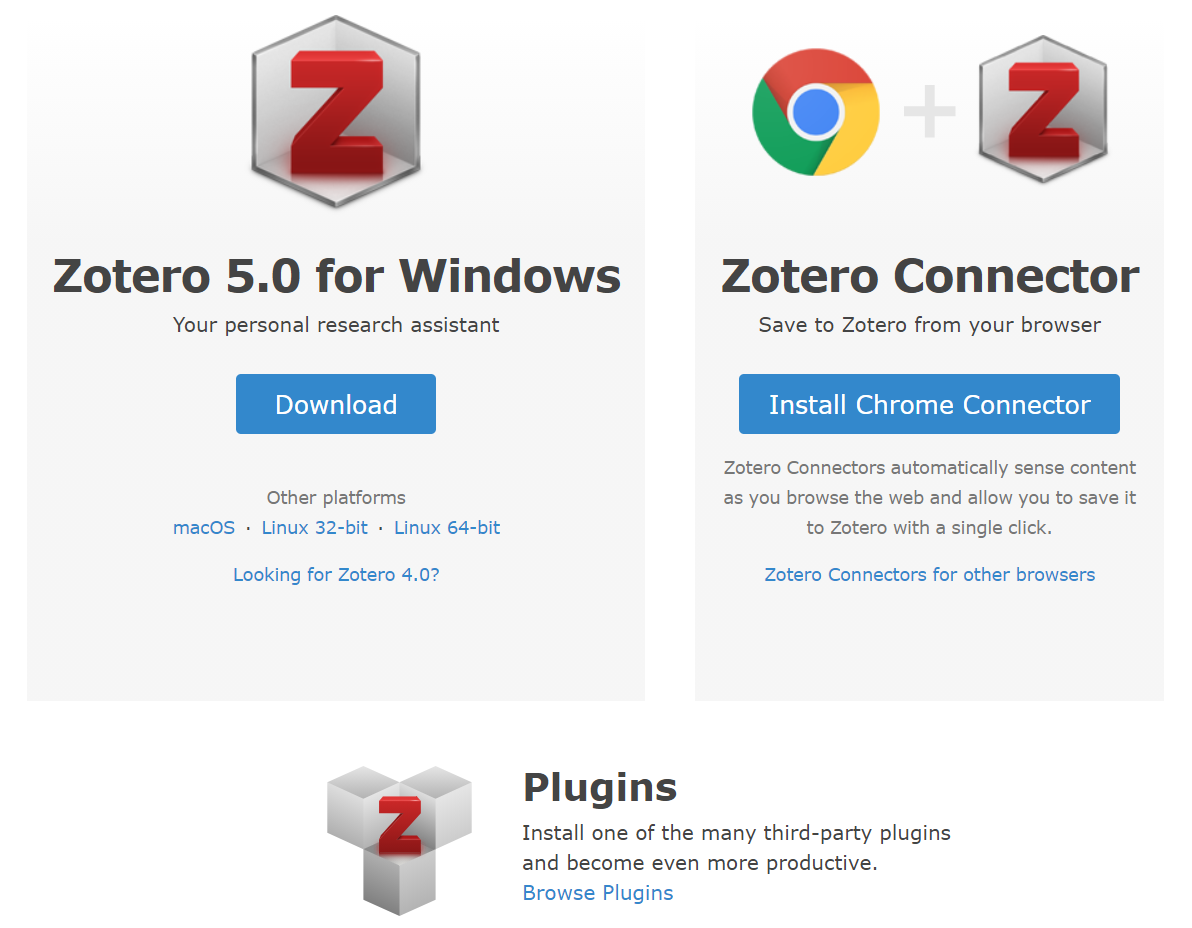 Z
Zotero 5.0 for Windows
Your personal research assistant
Download
Other platforms
macOS · Linux 32-bit · Linux 64-bit
Looking for Zotero 4.0?
+ Z
Zotero Connector
Save to Zotero from your browser
Install Chrome Connector
Zotero Connectors automatically sense content
as you browse the web and allow you to save it
to Zotero with a single click.
Zotero Connectors for other browsers
Z
Plugins
Install one of the many third-party plugins
and become even more productive.
Browse Plugins